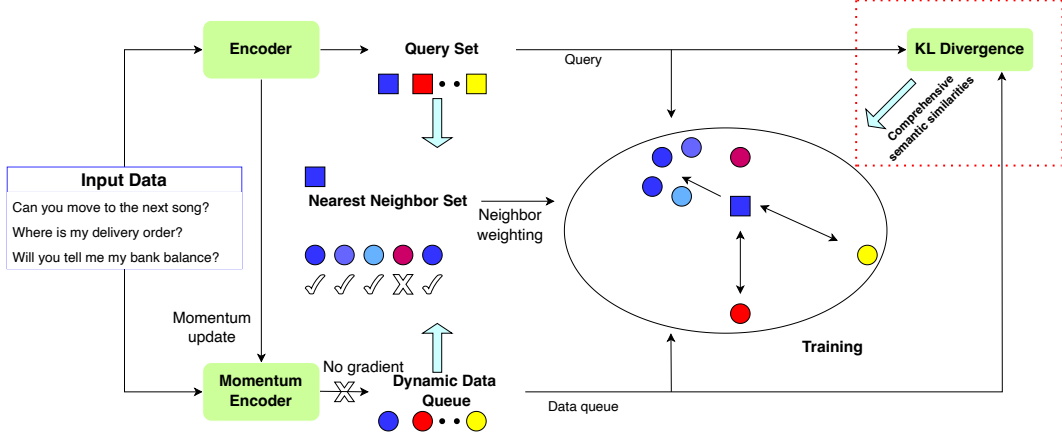 Encoder
Query Set
Query
KL Divergence
Comprehensive
semantic similarities
Input Data
Can you move to the next song?
Where is my delivery order?
Will you tell me my bank balance?
Nearest Neighbor Set
Neighbor
weighting
Momentum
update
Training
Momentum
Encoder
No gradient
Dynamic Data
Queue
Data queue